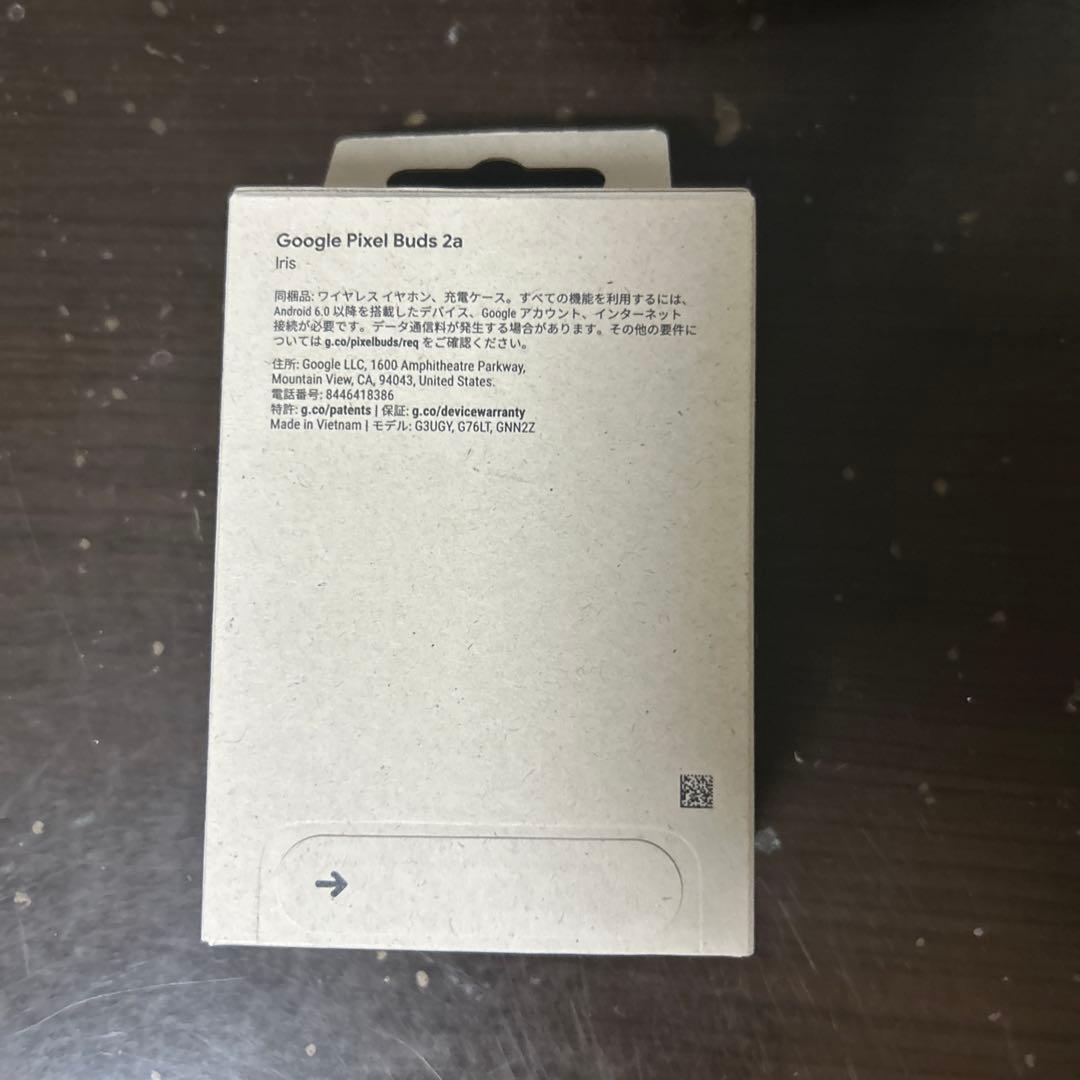 Google Pixel Buds 2a
Iris
同梱品: ワイヤレス イヤホン、充電ケース。すべての機能を利用するには、
Android 6.0 以降を搭載したデバイス、Google アカウント、インターネット
接続が必要です。データ通信料が発生する場合があります。その他の要件に
ついては g.co/pixelbuds/req をご確認ください。
住所: Google LLC, 1600 Amphitheatre Parkway,
Mountain View, CA, 94043, United States.
電話番号: 8446418386
特許: g.co/patents | 保証: g.co/devicewarranty
Made in Vietnam | モデル: G3UGY, G76LT, GNN2Z